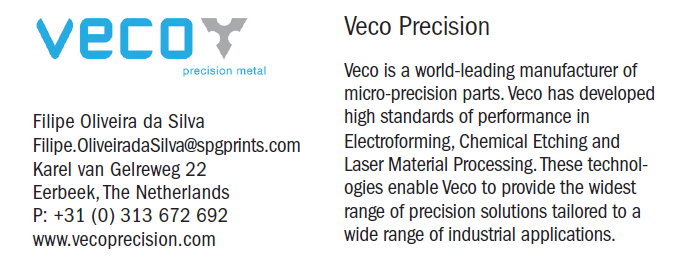 veco
precision metal
Filipe Oliveira da Silva
Filipe.OliveiradaSilva@spgprints.com
Karel van Gelreweg 22
Eerbeek, The Netherlands
P: +31 (0) 313 672 692
www.vecoprecision.com
Veco Precision
Veco is a world-leading manufacturer of
micro-precision parts. Veco has developed
high standards of performance in
Electroforming, Chemical Etching and
Laser Material Processing. These technol-
ogies enable Veco to provide the widest
range of precision solutions tailored to a
wide range of industrial applications.